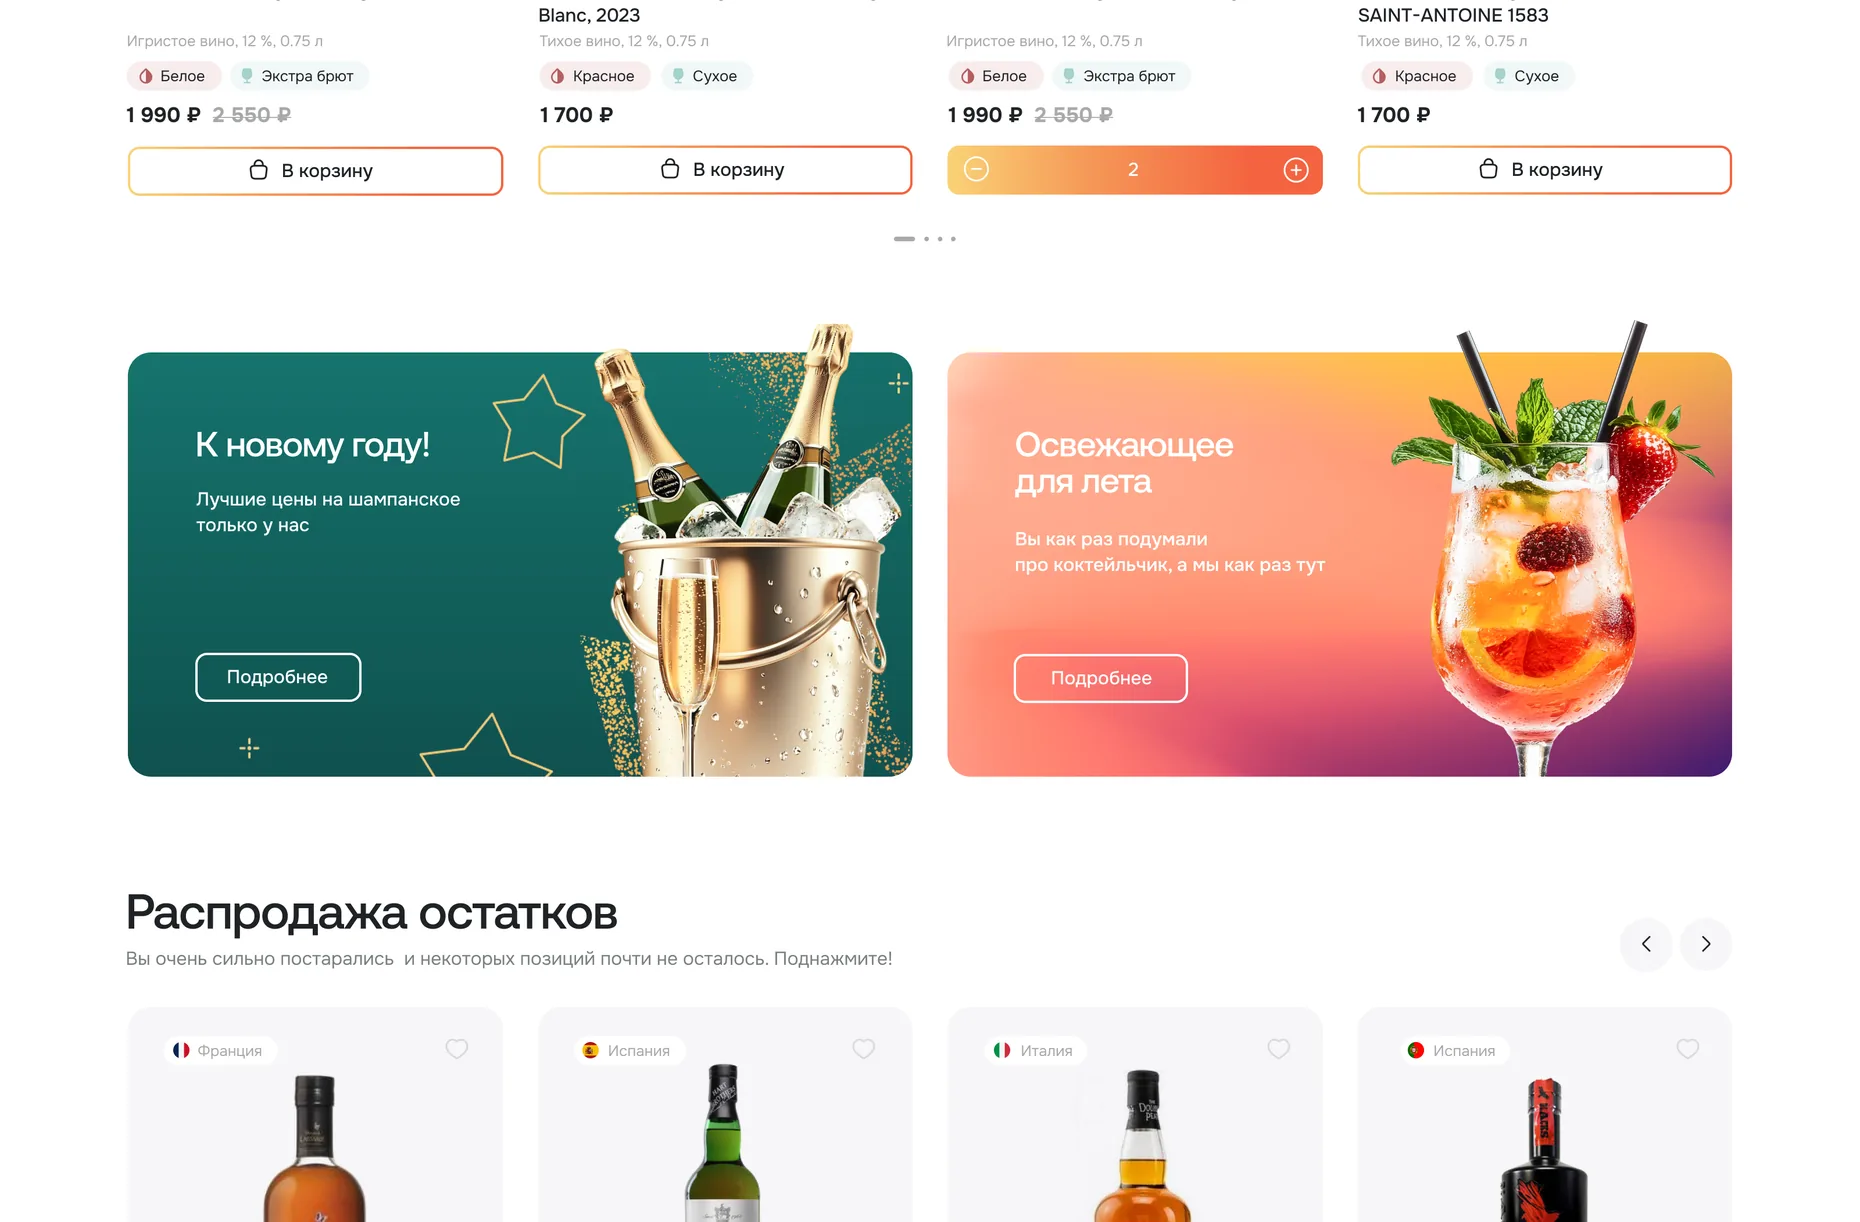 Blanc, 2023
SAINT-ANTOINE 1583
Игристое вино, 12 %, 0.75 л
Тихое вино, 12 %, 0.75 л
Игристое вино, 12 %, 0.75 л
Тихое вино, 12 %, 0.75 л
Белое
Экстра брют
Красное
Сухое
Белое
Экстра брют
Красное
Сухое
1 990 ₽ 2 550 ₽
1 700 ₽
1 990 ₽ 2 550 ₽
1 700 ₽
В корзину
В корзину
2
В корзину
К новому году!
Лучшие цены на шампанское
только у нас
Подробнее
Освежающее
для лета
Вы как раз подумали
про коктейльчик, а мы как раз тут
Подробнее
Распродажа остатков
Вы очень сильно постарались  и некоторых позиций почти не осталось. Поднажмите!
Франция
Испания
Италия
Испания